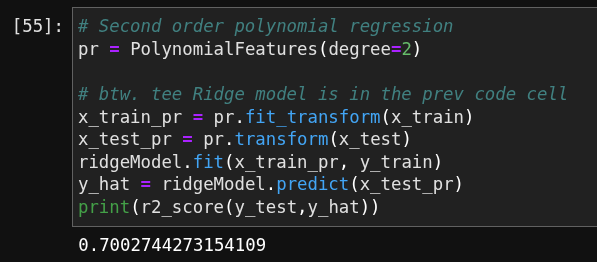 [55]: # Second order polynomial regression
pr = PolynomialFeatures(degree=2)
# btw. tee Ridge model is in the prev code cell
x_train_pr = pr.fit_transform(x_train)
x_test_pr = pr.transform(x_test)
ridgeModel.fit(x_train_pr, y_train)
y_hat = ridgeModel.predict(x_test_pr)
print(r2_score(y_test,y_hat))
0.7002744273154109